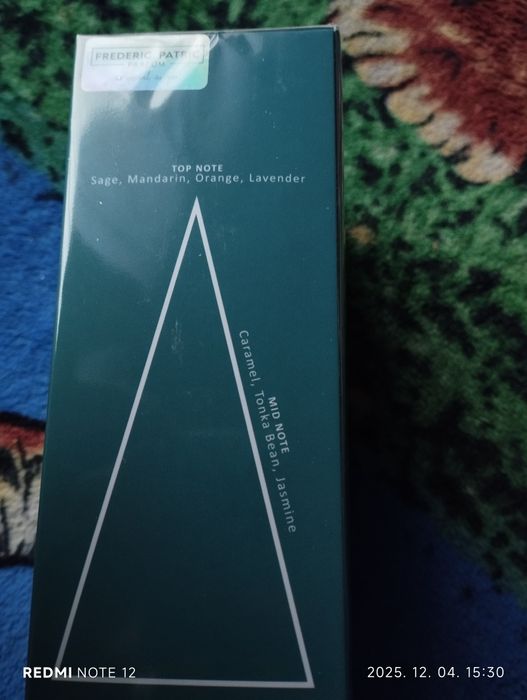 FREDERIC PATRIC
PARFUM
TOP NOTE
Sage, Mandarin, Orange, Lavender
MID NOTE
Caramel, Tonka Bean, Jasmine
REDMI NOTE 12
2025. 12. 04. 15:30